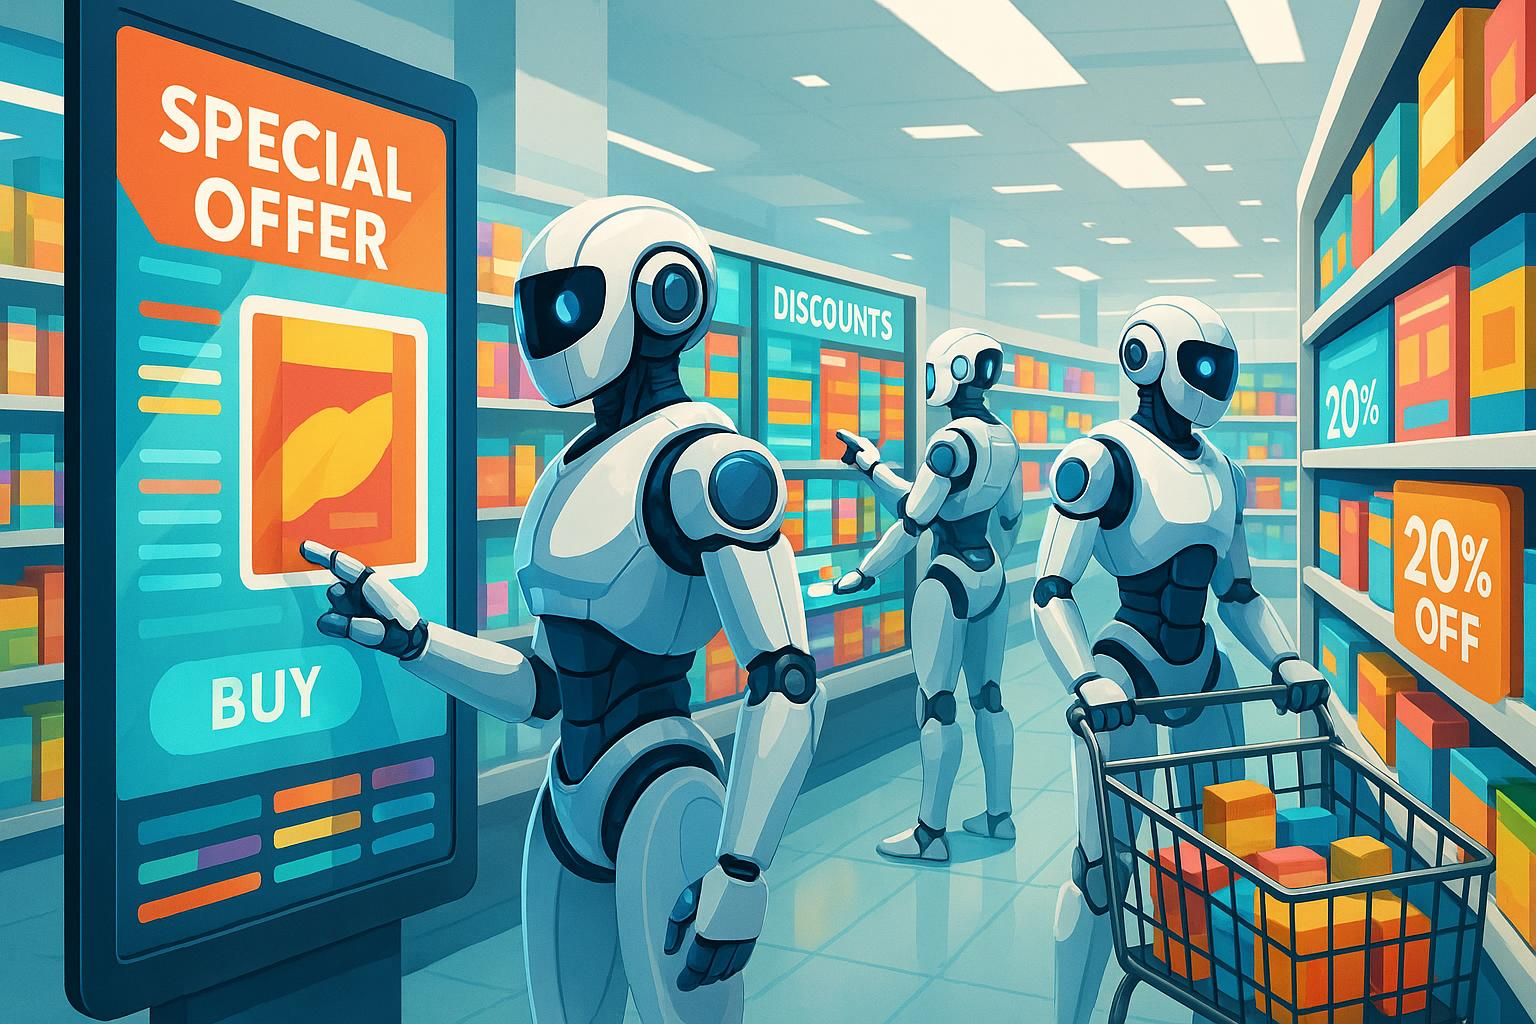 SPECIAL
OFFER
BUY
DISCOUNTS
20%
20%
OFF